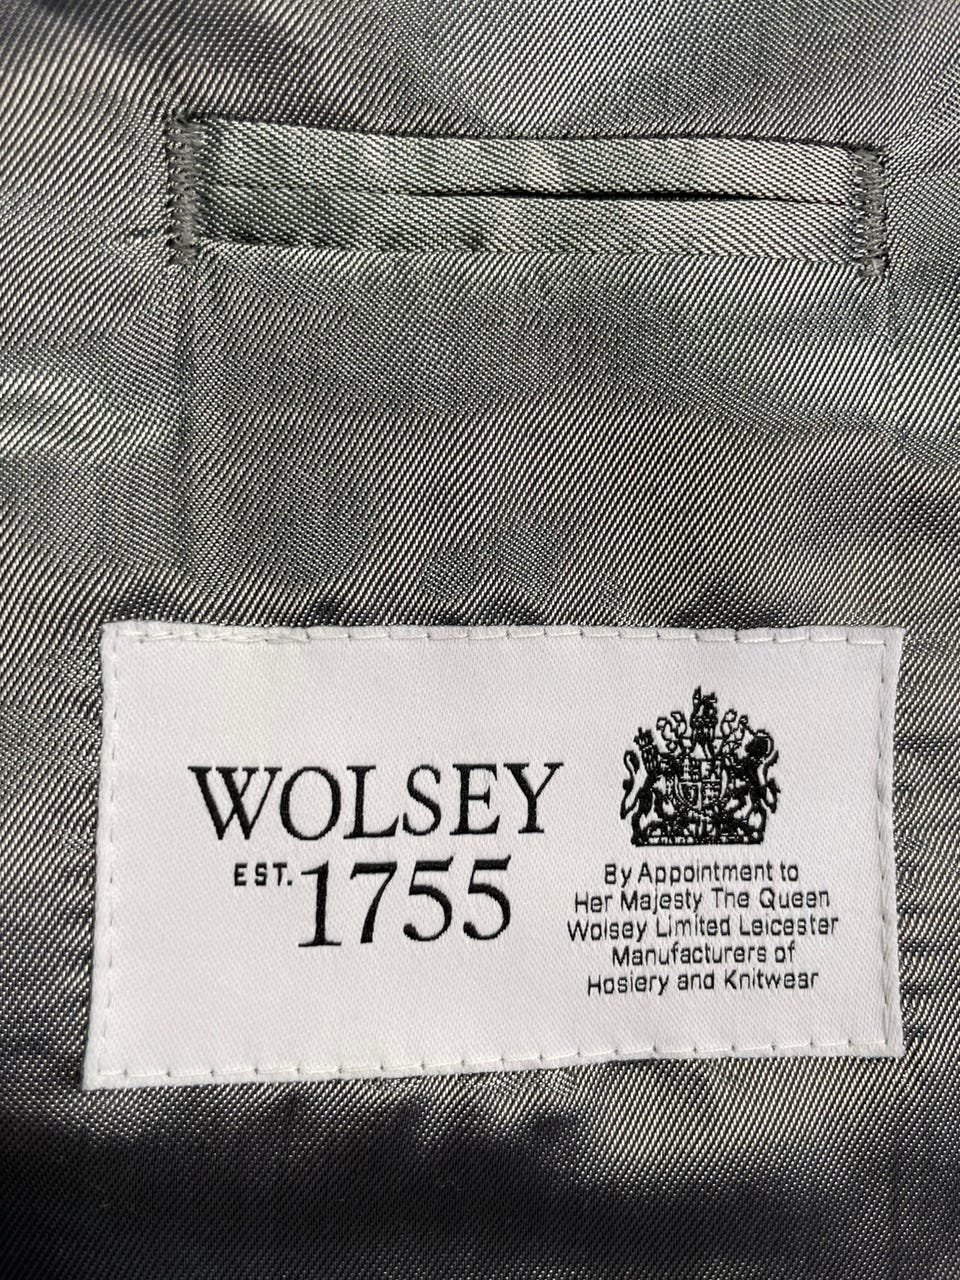 WOLSEY
EST. 1755
By Appointment to
Her Majesty The Queen
Wolsey Limited Leicester
Manufacturers of
Hosiery and Knitwear